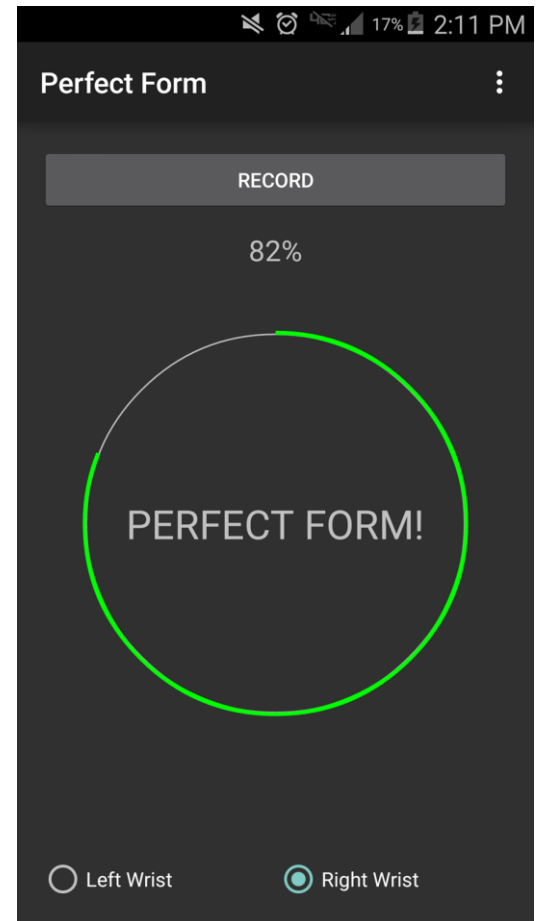 17% 2:11 PM
Perfect Form
RECORD
82%
PERFECT FORM!
Left Wrist Right Wrist